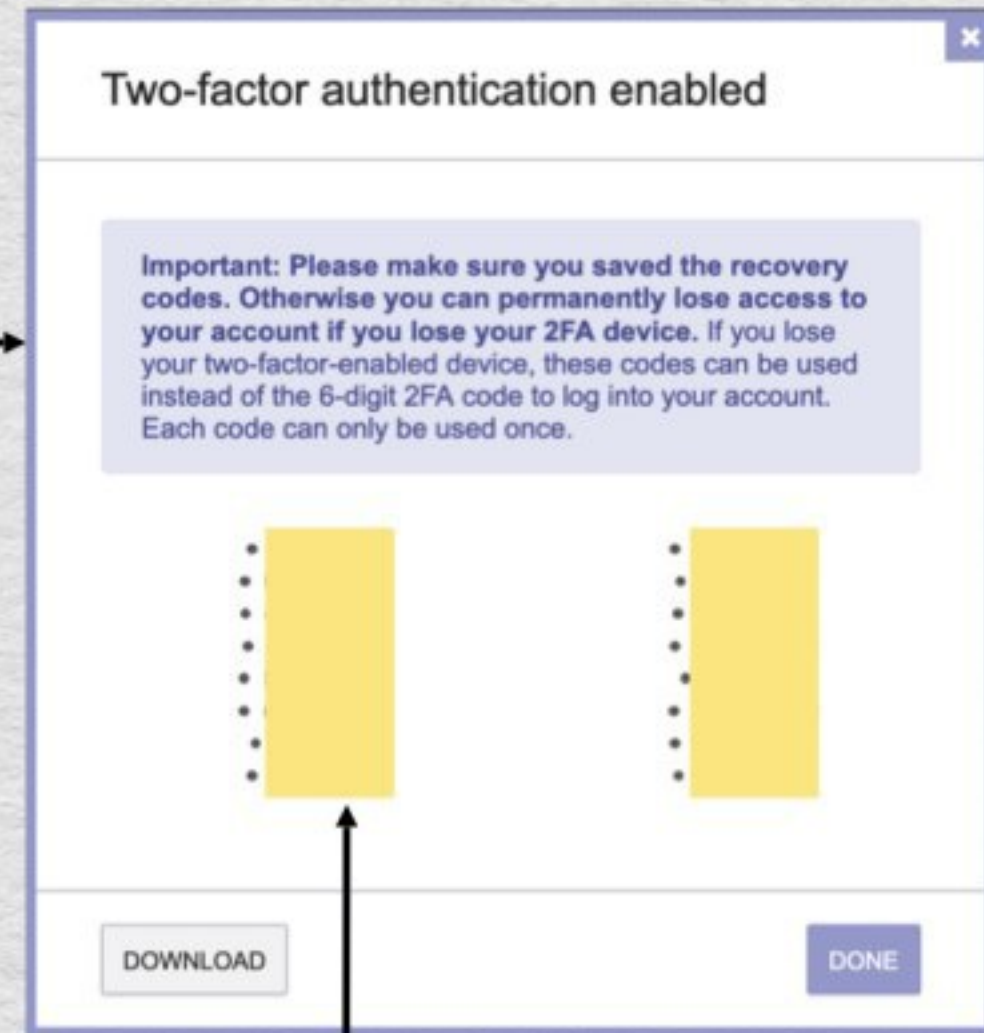 Two-factor authentication enabled
Important: Please make sure you saved the recovery
codes. Otherwise you can permanently lose access to
your account if you lose your 2FA device. If you lose
your two-factor-enabled device, these codes can be used
instead of the 6-digit 2FA code to log into your account.
Each code can only be used once.
DOWNLOAD
DONE